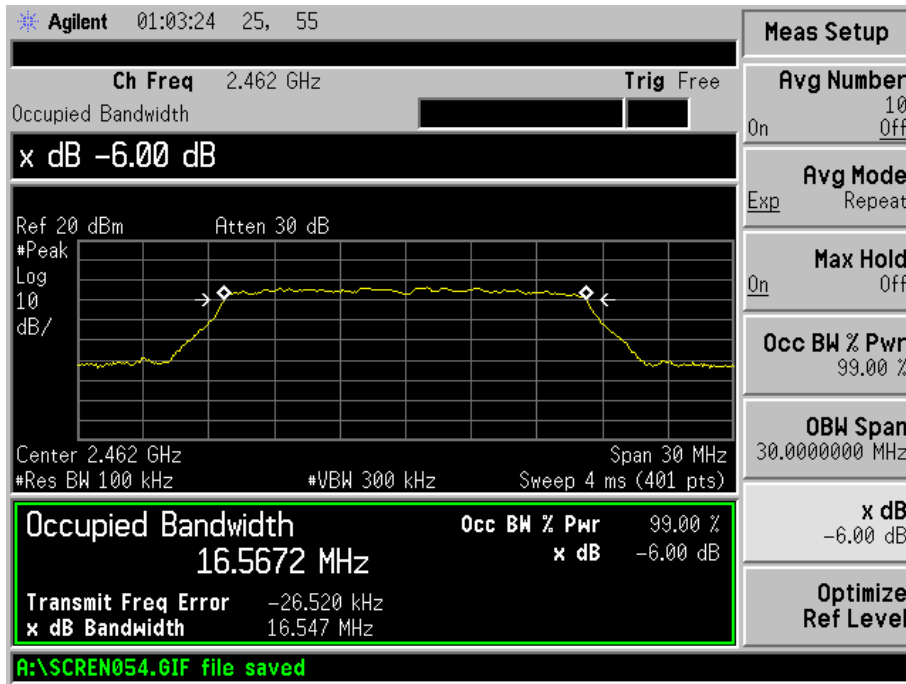 Agilent 01:03:24 25, 55
Ch Freq 2.462 GHz Trig Free
Occupied Bandwidth
x dB -6.00 dB
Ref 20 dBm Atten 30 dB
#Peak
Log
10
dB/
Center 2.462 GHz Span 30 MHz
#Res BW 100 kHz #VBW 300 kHz Sweep 4 ms (401 pts)
Occupied Bandwidth
16.5672 MHz
Occ BW % Pwr 99.00 %
x dB -6.00 dB
Transmit Freq Error -26.520 kHz
x dB Bandwidth 16.547 MHz
A:\SCREN054.GIF file saved
Meas Setup
Avg Number
10
On Off
Avg Mode
Exp Repeat
Max Hold
On Off
Occ BW % Pwr
99.00 %
OBW Span
30.0000000 MHz
x dB
-6.00 dB
Optimize
Ref Level